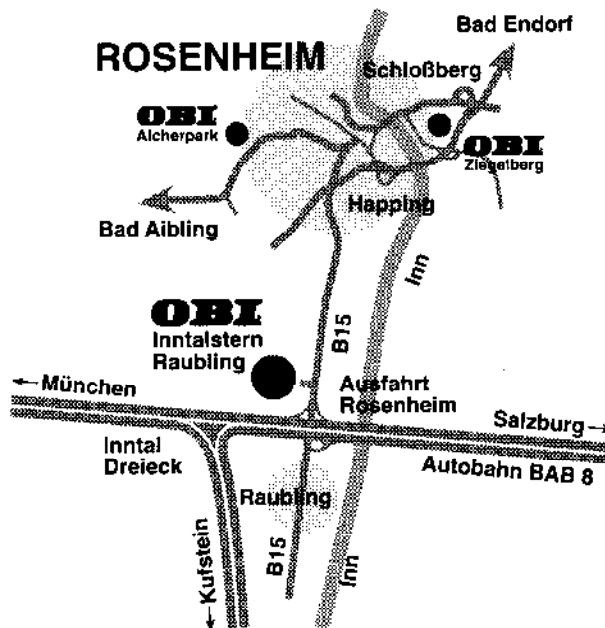 Bad Endorf
ROSENHEIM
Schloßberg
OBI
Aicherpark
OBI
Ziegelberg
Happing
Bad Aibling
Inn
OBI
Inntalstern
Raubling
B15
←München
Ausfahrt
Rosenheim
Salzburg→
Inntal
Dreieck
Autobahn BAB 8
Raubling
←Kufstein
B15
Inn